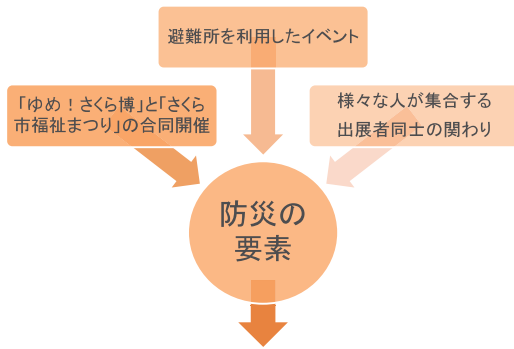 避難所を利用したイベント
「ゆめ！さくら博」と「さくら
市福祉まつり」の合同開催
様々な人が集合する
出展者同士の関わり
防災の
要素